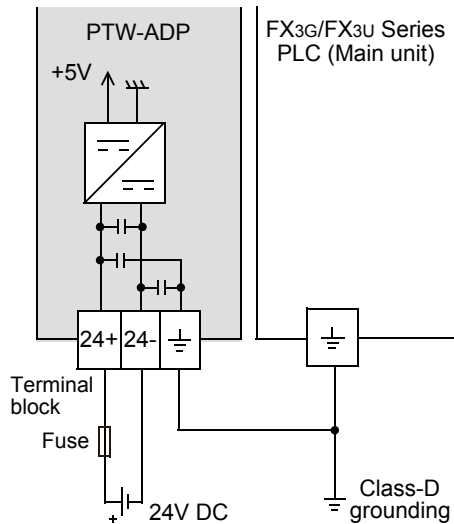 PTW-ADP
FX3G/FX3U Series
PLC (Main unit)
+5V
24+ 24-
Terminal
block
Fuse
+
24V DC
Class-D
grounding